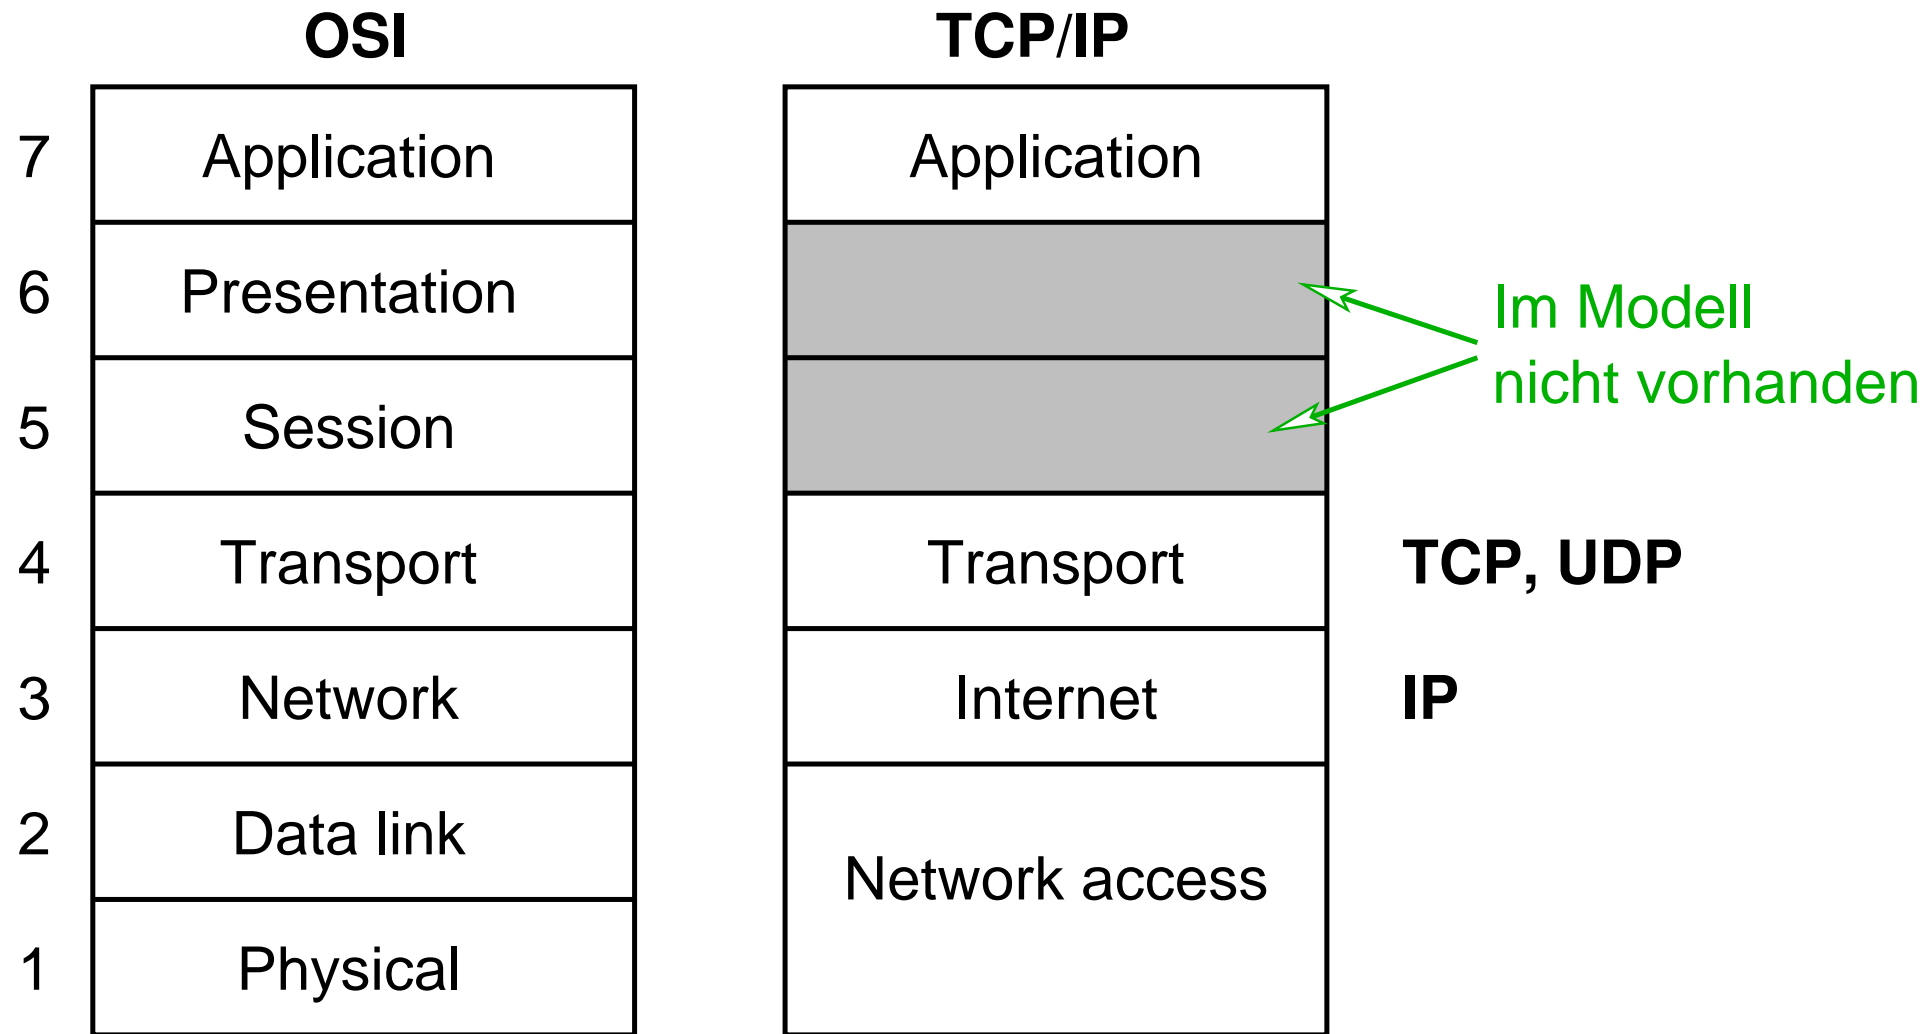 OSI TCP/IP
7 Application Application
6 Presentation
Im Modell
nicht vorhanden
5 Session
4 Transport Transport TCP, UDP
3 Network Internet IP
2 Data link
Network access
1 Physical